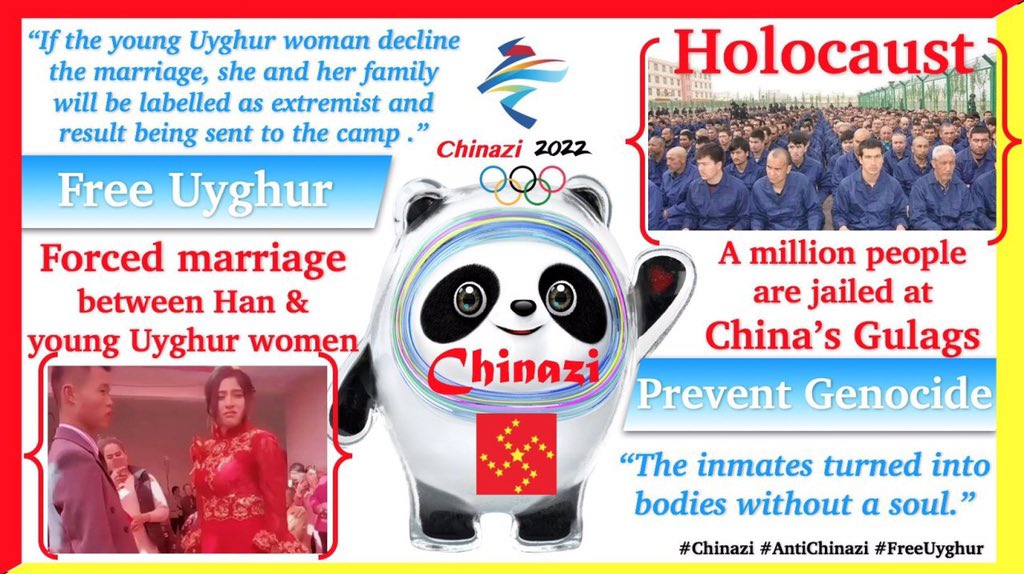 “If the young Uyghur woman decline
the marriage, she and her family
will be labelled as extremist and
result being sent to the camp .”
Free Uyghur
Forced marriage
between Han &
young Uyghur women
Chinazi 2022
Chinazi
Holocaust
A million people
are jailed at
China’s Gulags
Prevent Genocide
“The inmates turned into
bodies without a soul.”
#Chinazi #AntiChinazi #FreeUyghur